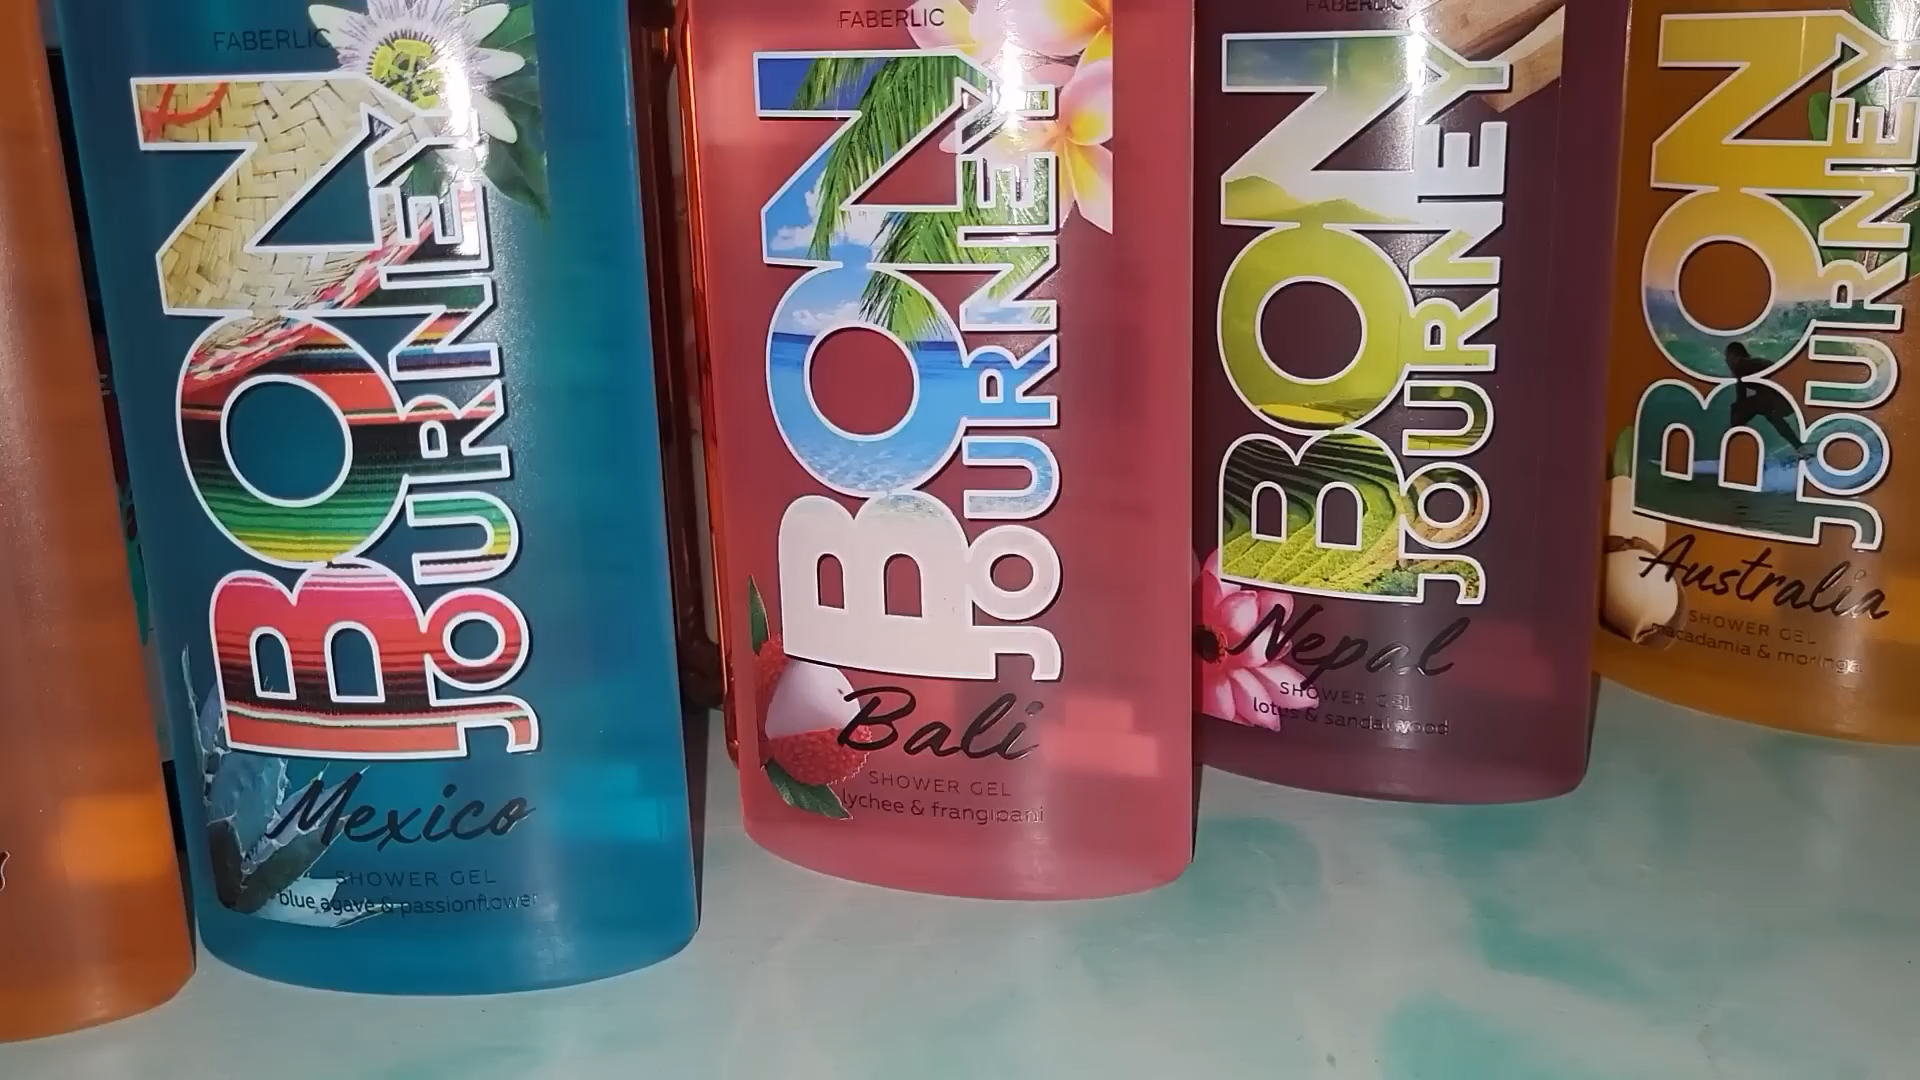 FABERLIC
BON
JOURNEY
Mexico
SHOWER GEL
blue agave & passionflower
FABERLIC
BON
JOURNEY
Bali
SHOWER GEL
lychee & frangipani
FABERLIC
BON
JOURNEY
Nepal
SHOWER GEL
lotus & sandalwood
BON
JOURNEY
Australia
SHOWER GEL
macadamia & moringa